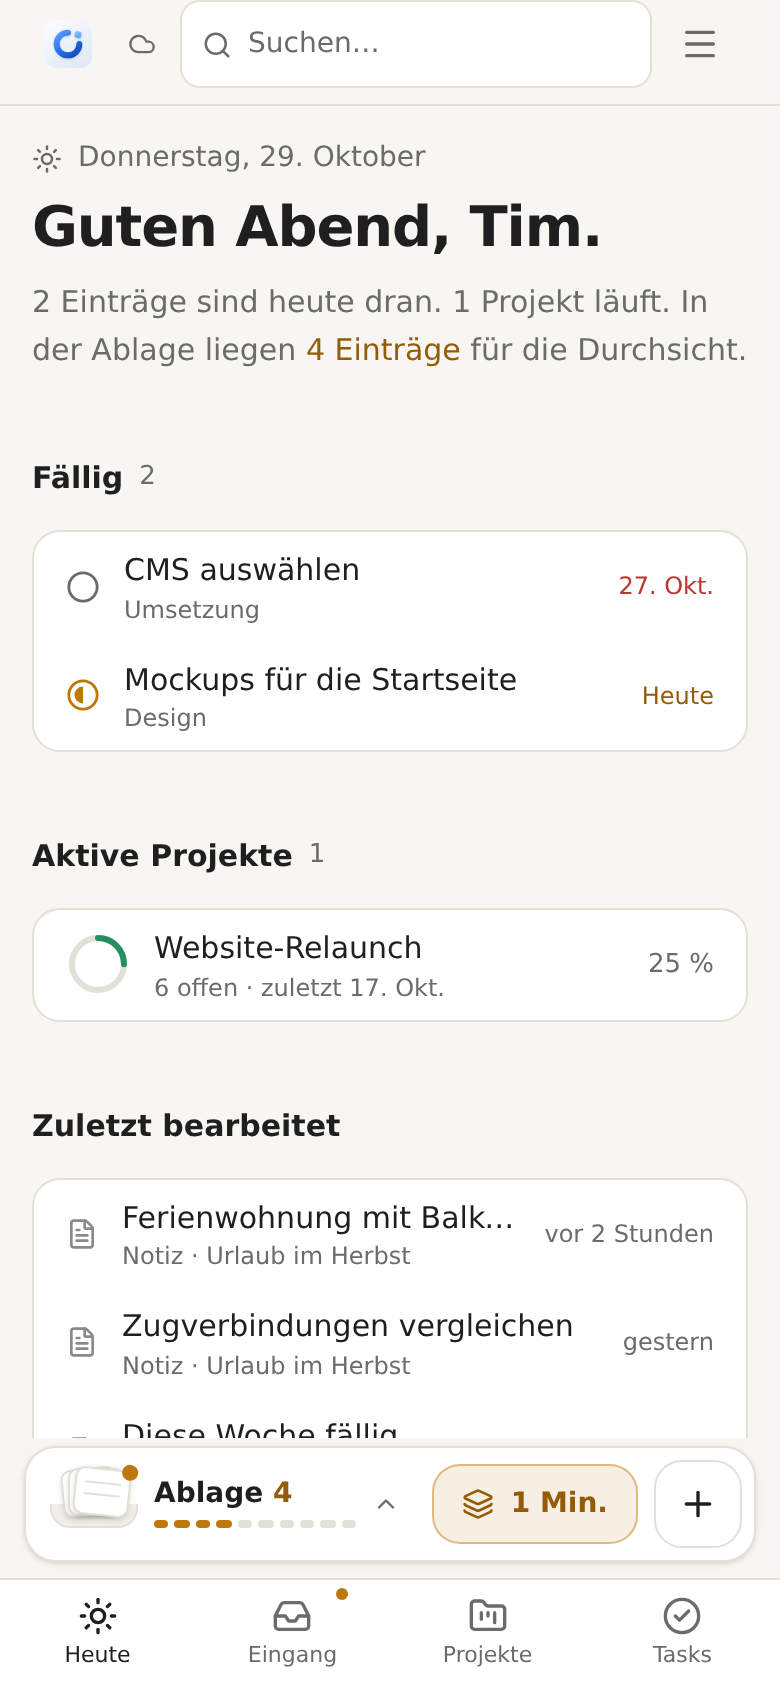 Suchen…
Donnerstag, 29. Oktober
Guten Abend, Tim.
2 Einträge sind heute dran. 1 Projekt läuft. In
der Ablage liegen 4 Einträge für die Durchsicht.
Fällig 2
CMS auswählen
Umsetzung
27. Okt.
Mockups für die Startseite
Design
Heute
Aktive Projekte 1
Website-Relaunch
6 offen · zuletzt 17. Okt.
25 %
Zuletzt bearbeitet
Ferienwohnung mit Balk…
Notiz · Urlaub im Herbst
vor 2 Stunden
Zugverbindungen vergleichen
Notiz · Urlaub im Herbst
gestern
Diese Woche fällig
Ablage 4
1 Min.
Heute
Eingang
Projekte
Tasks